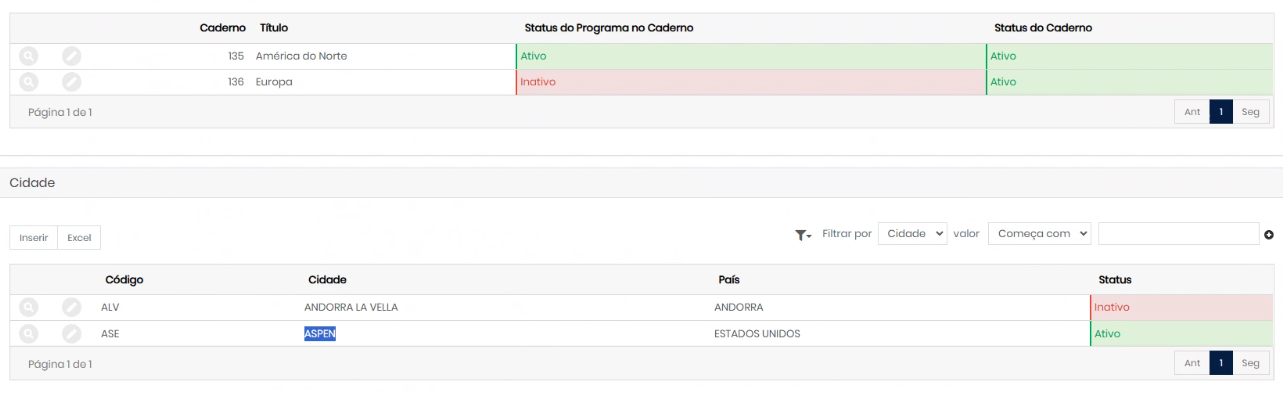 Caderno Título Status do Programa no Caderno Status do Caderno
135 América do Norte Ativo Ativo
136 Europa Inativo Ativo
Página 1 de 1 Ant 1 Seg
Cidade
Inserir Excel Filtrar por Cidade valor Começa com
Código Cidade País Status
ALV ANDORRA LA VELLA ANDORRA Inativo
ASE ASPEN ESTADOS UNIDOS Ativo
Página 1 de 1 Ant 1 Seg